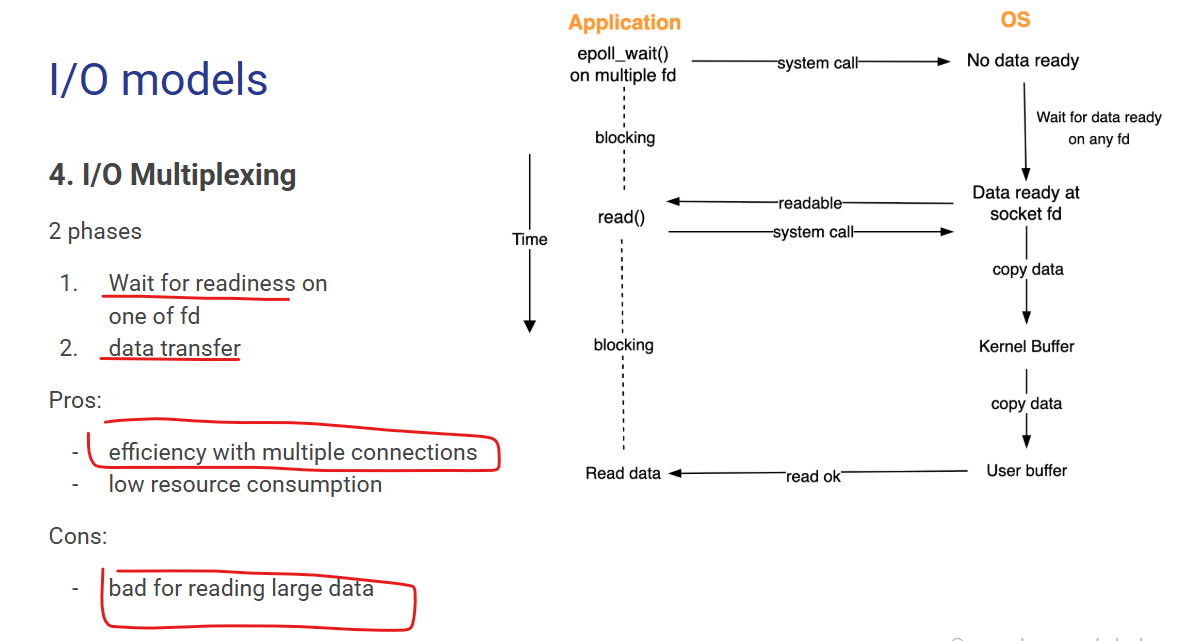 I/O models
4. I/O Multiplexing
2 phases
1. Wait for readiness on
one of fd
2. data transfer
Pros:
- efficiency with multiple connections
- low resource consumption
Cons:
- bad for reading large data
Application
OS
epoll_wait()
on multiple fd
system call
No data ready
Wait for data ready
on any fd
blocking
Data ready at
socket fd
readable
read()
system call
Time
copy data
blocking
Kernel Buffer
copy data
Read data
read ok
User buffer